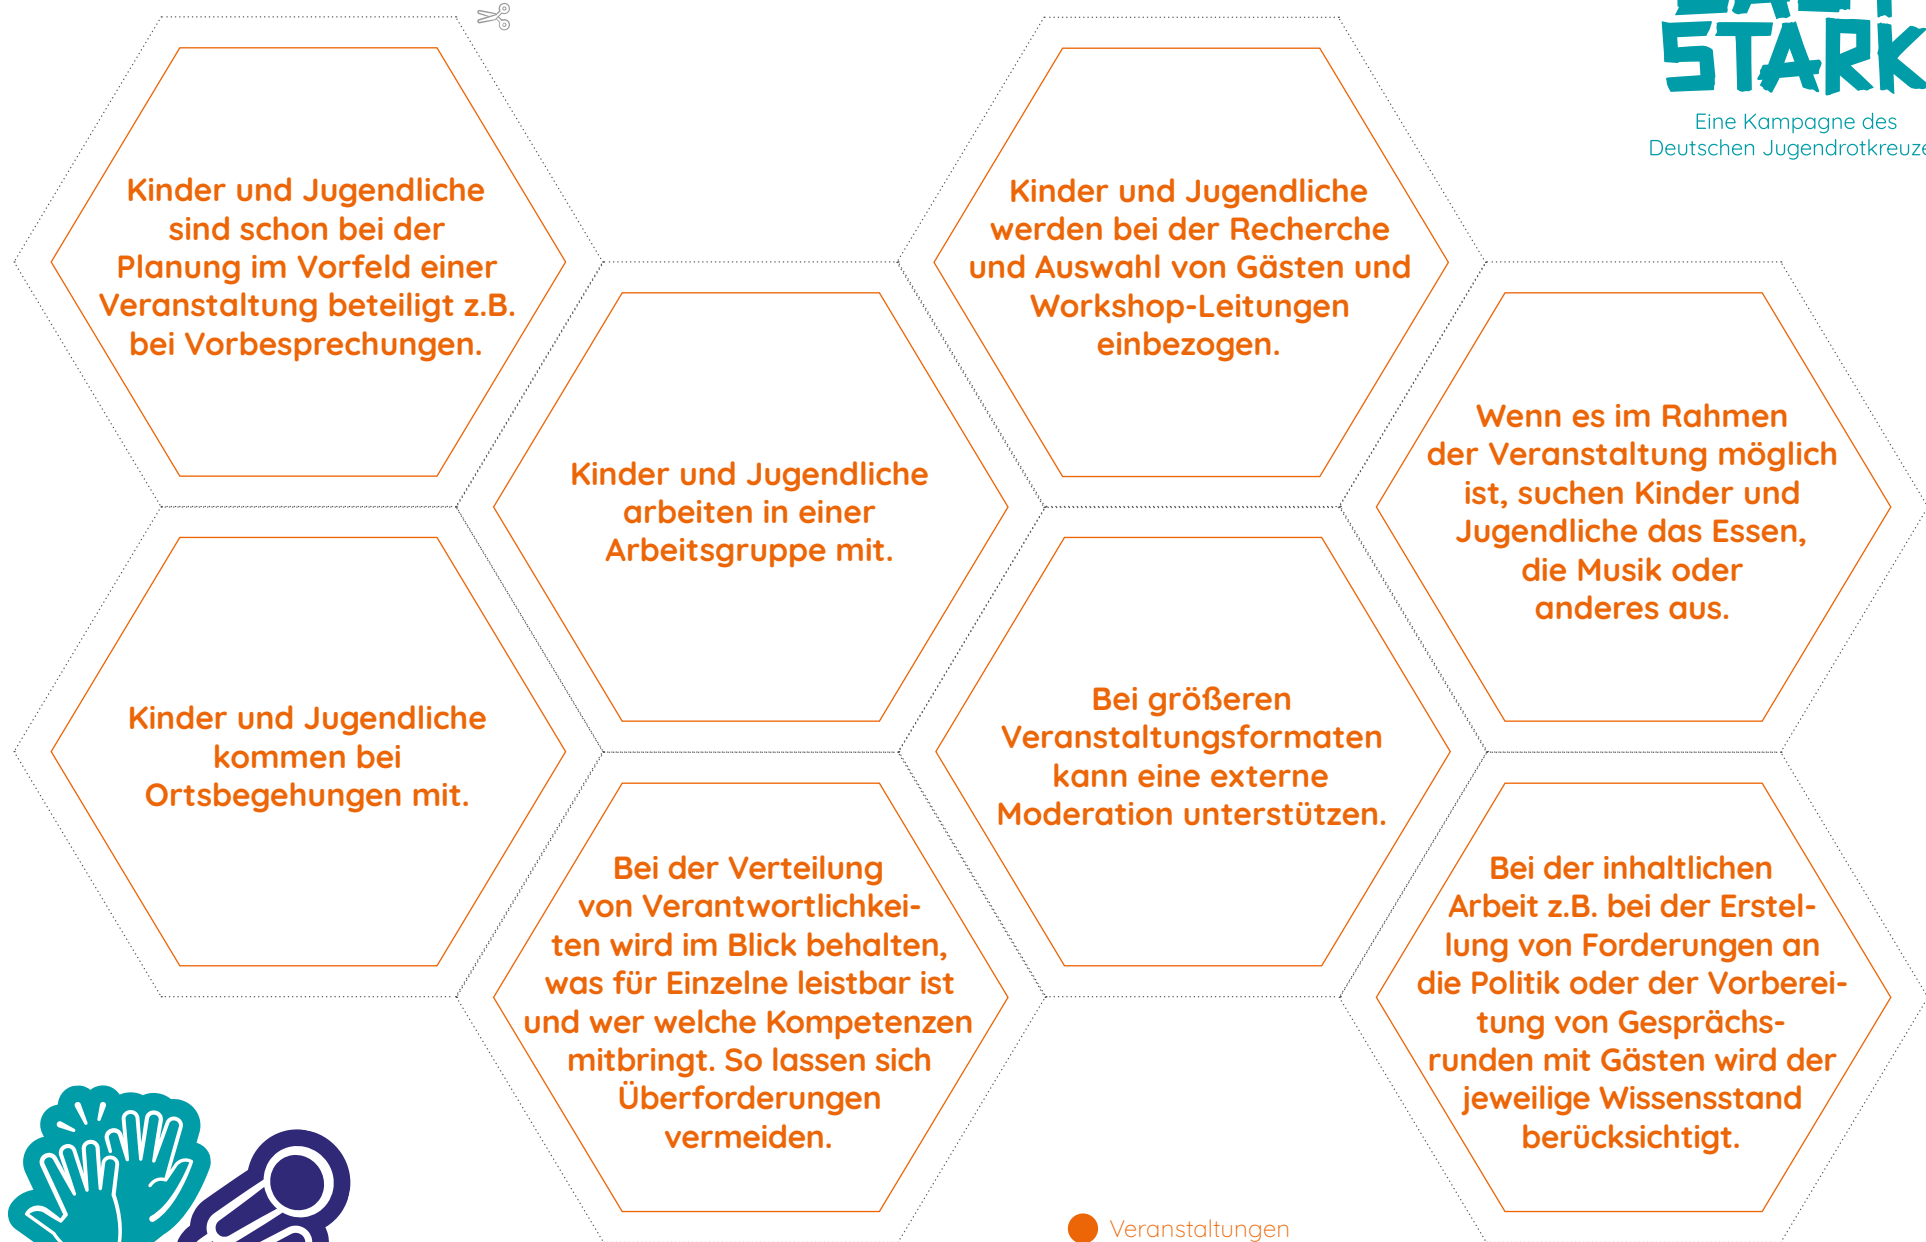 STARK
Eine Kampagne des
Deutschen Jugendrotkreuze
Kinder und Jugendliche
sind schon bei der
Planung im Vorfeld einer
Veranstaltung beteiligt z.B.
bei Vorbesprechungen.
Kinder und Jugendliche
werden bei der Recherche
und Auswahl von Gästen und
Workshop-Leitungen
einbezogen.
Kinder und Jugendliche
arbeiten in einer
Arbeitsgruppe mit.
Wenn es im Rahmen
der Veranstaltung möglich
ist, suchen Kinder und
Jugendliche das Essen,
die Musik oder
anderes aus.
Kinder und Jugendliche
kommen bei
Ortsbegehungen mit.
Bei größeren
Veranstaltungsformaten
kann eine externe
Moderation unterstützen.
Bei der Verteilung
von Verantwortlichkei-
ten wird im Blick behalten,
was für Einzelne leistbar ist
und wer welche Kompetenzen
mitbringt. So lassen sich
Überforderungen
vermeiden.
Bei der inhaltlichen
Arbeit z.B. bei der Erstel-
lung von Forderungen an
die Politik oder der Vorberei-
tung von Gesprächs-
runden mit Gästen wird der
jeweilige Wissensstand
berücksichtigt.
Veranstaltungen